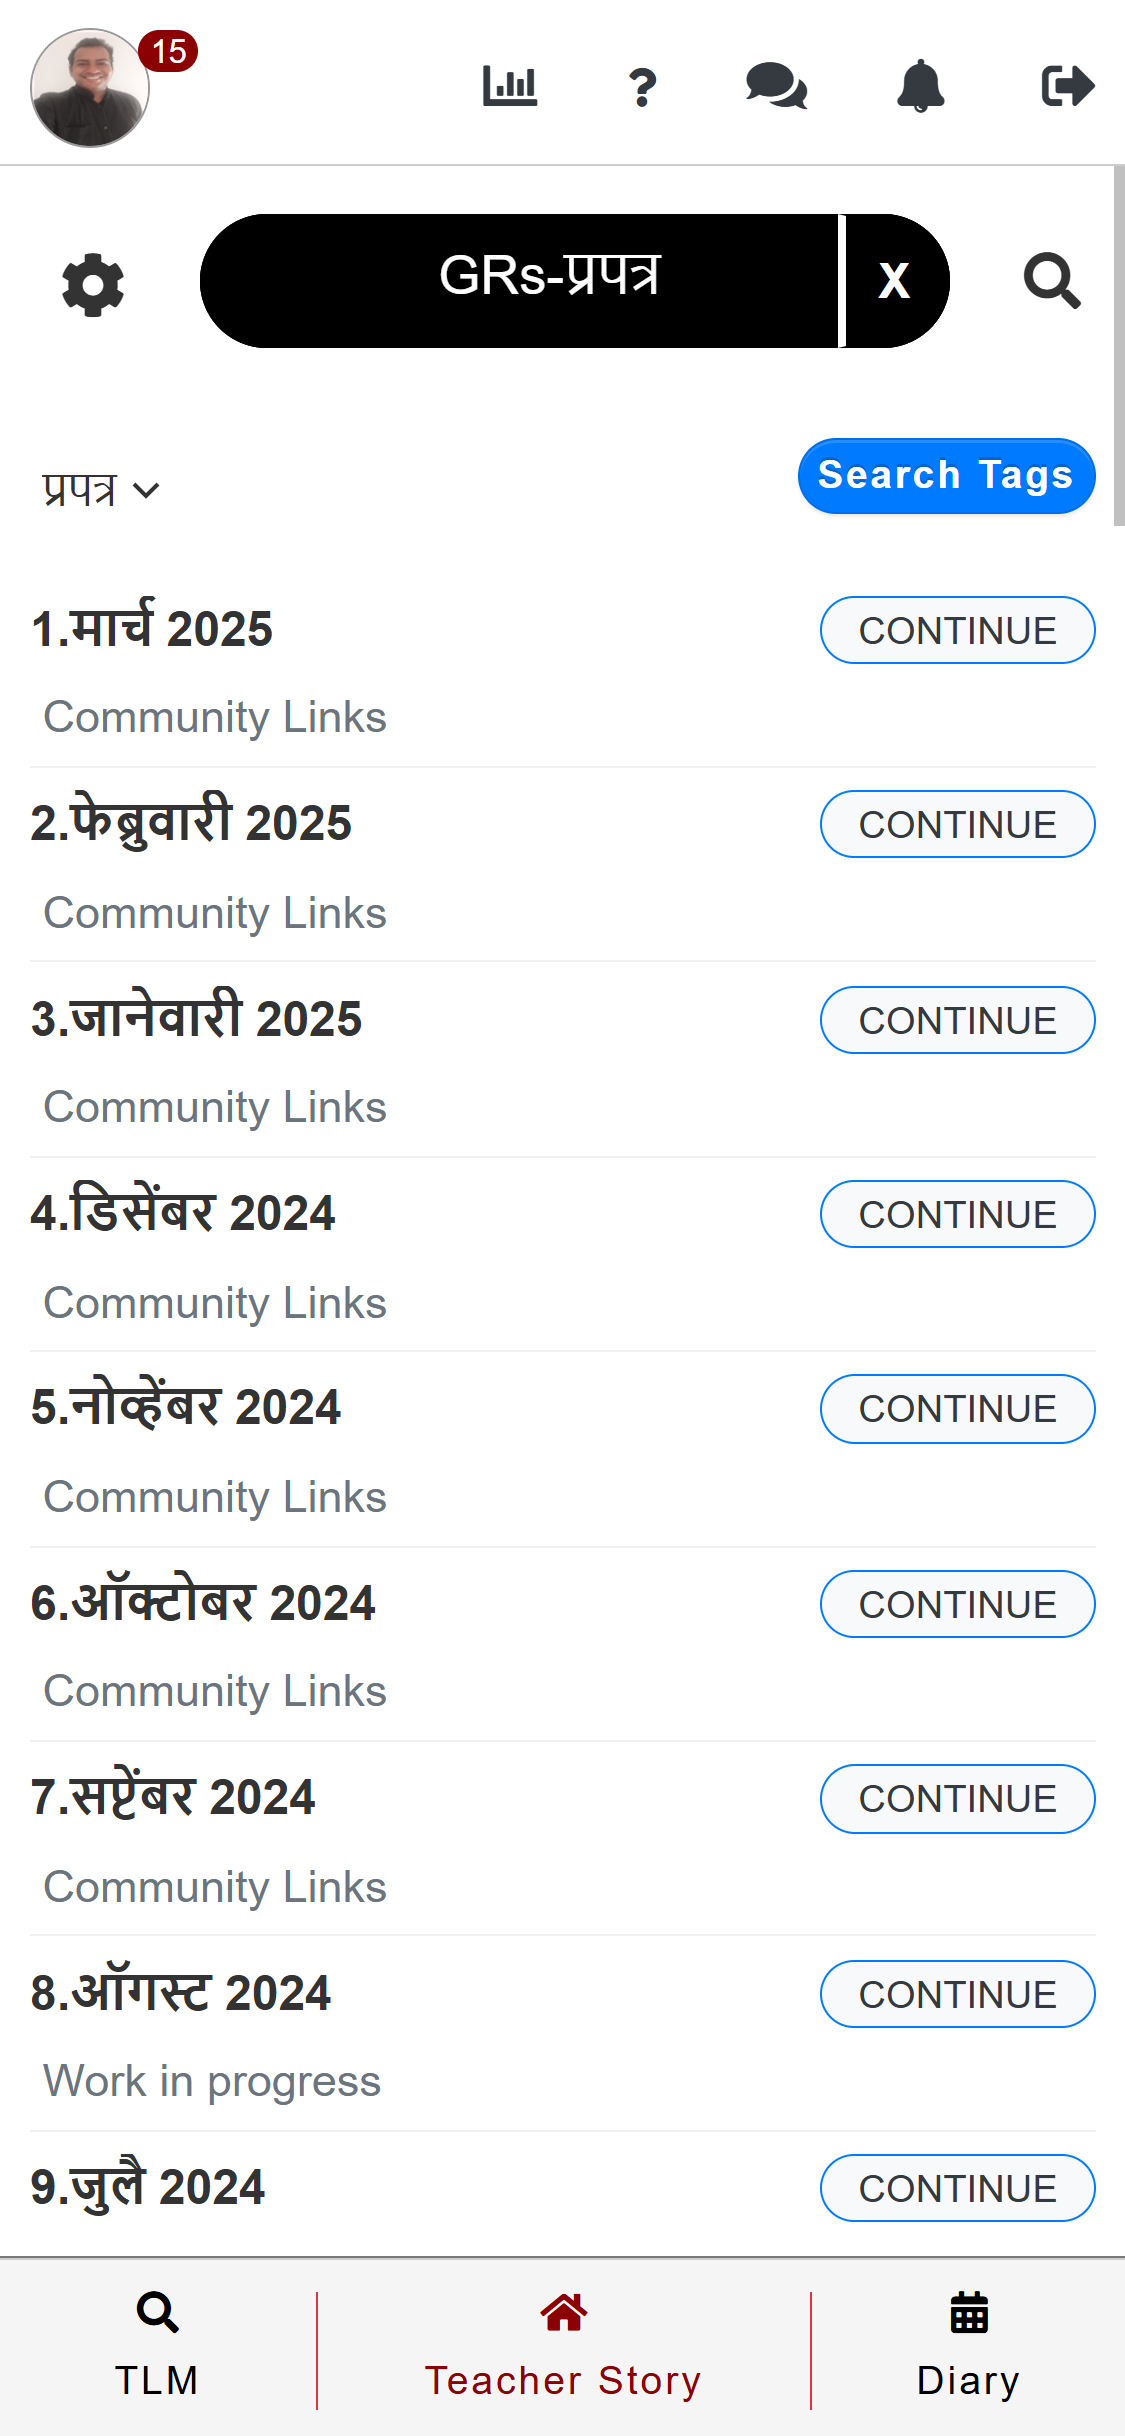 15
GRs-प्रपत्र X
प्रपत्र Search Tags
1.मार्च 2025 CONTINUE
Community Links
2.फेब्रुवारी 2025 CONTINUE
Community Links
3.जानेवारी 2025 CONTINUE
Community Links
4.डिसेंबर 2024 CONTINUE
Community Links
5.नोव्हेंबर 2024 CONTINUE
Community Links
6.ऑक्टोबर 2024 CONTINUE
Community Links
7.सप्टेंबर 2024 CONTINUE
Community Links
8.ऑगस्ट 2024 CONTINUE
Work in progress
9.जुलै 2024 CONTINUE
TLM Teacher Story Diary